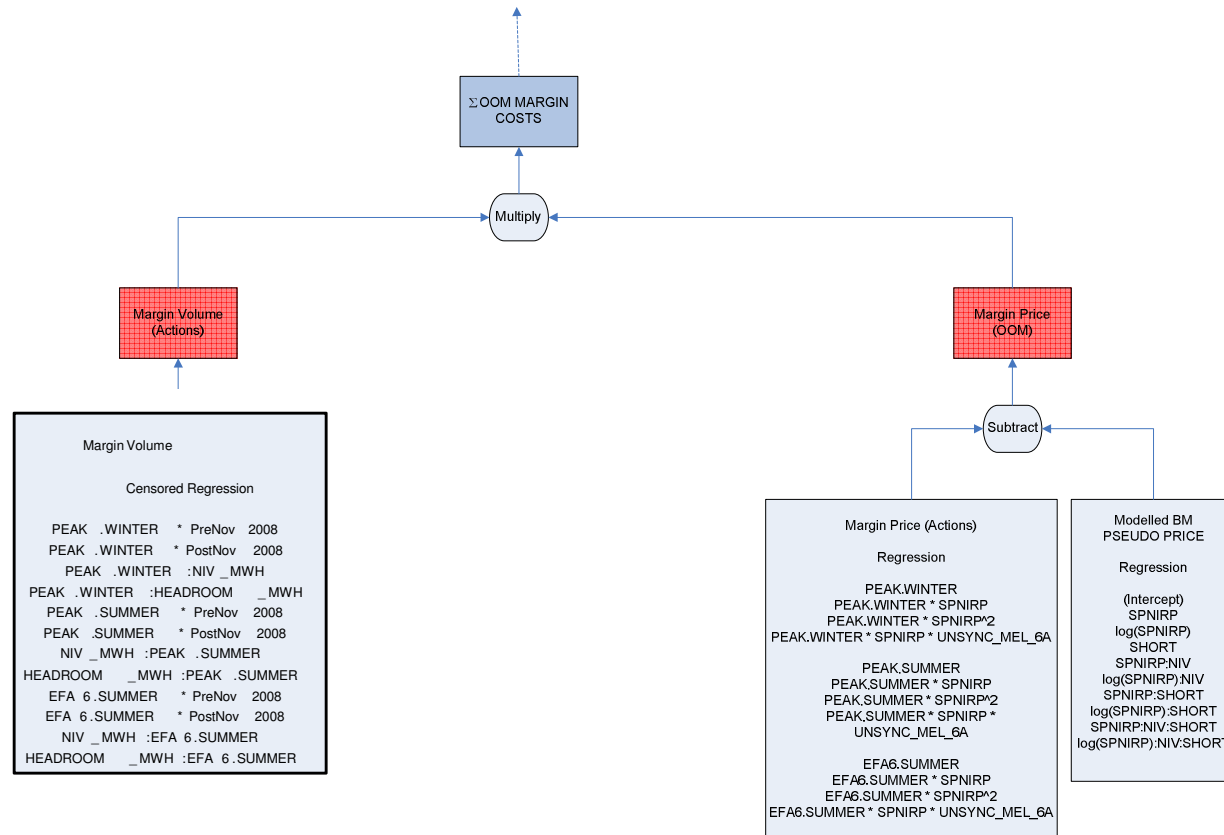 ΣOOM MARGIN
COSTS
Multiply
Margin Volume
(Actions)
Margin Price
(OOM)
Subtract
Margin Volume
Censored Regression
PEAK .WINTER * PreNov 2008
PEAK .WINTER * PostNov 2008
PEAK .WINTER :NIV _MWH
PEAK .WINTER :HEADROOM _MWH
PEAK .SUMMER * PreNov 2008
PEAK .SUMMER * PostNov 2008
NIV _MWH :PEAK .SUMMER
HEADROOM _MWH :PEAK .SUMMER
EFA 6.SUMMER * PreNov 2008
EFA 6.SUMMER * PostNov 2008
NIV _MWH :EFA 6.SUMMER
HEADROOM _MWH :EFA 6.SUMMER
Margin Price (Actions)
Regression
PEAK.WINTER
PEAK.WINTER * SPNIRP
PEAK.WINTER * SPNIRP^2
PEAK.WINTER * SPNIRP * UNSYNC_MEL_6A
PEAK.SUMMER
PEAK.SUMMER * SPNIRP
PEAK.SUMMER * SPNIRP^2
PEAK.SUMMER * SPNIRP *
UNSYNC_MEL_6A
EFA6.SUMMER
EFA6.SUMMER * SPNIRP
EFA6.SUMMER * SPNIRP^2
EFA6.SUMMER * SPNIRP * UNSYNC_MEL_6A
Modelled BM
PSEUDO PRICE
Regression
(Intercept)
SPNIRP
log(SPNIRP)
SHORT
SPNIRP:NIV
log(SPNIRP):NIV
SPNIRP:SHORT
log(SPNIRP):SHORT
SPNIRP:NIV:SHORT
log(SPNIRP):NIV:SHORT